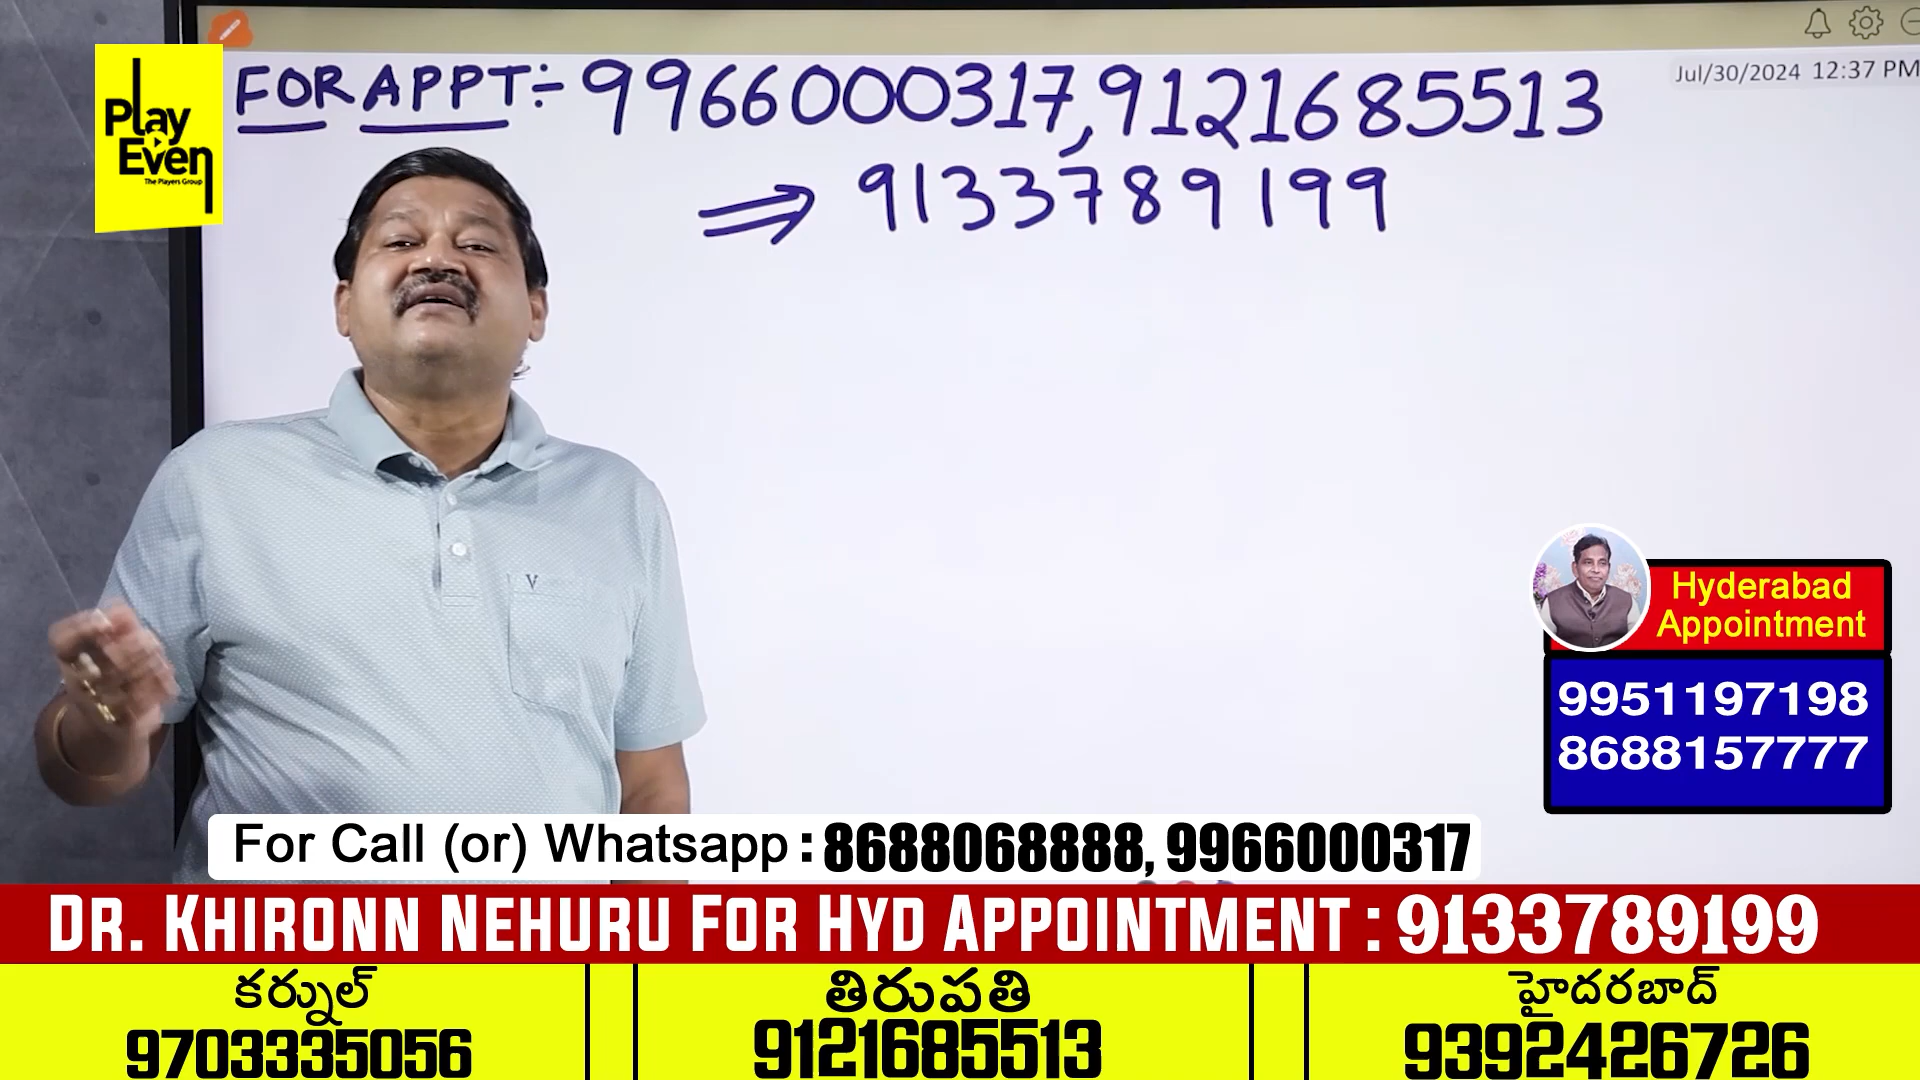 Jul/30/2024 12:37 PM
FOR APPT:- 9966000317, 9121685513
⇒ 9133789199
Play
Even
The Players Group
V
Hyderabad
Appointment
9951197198
8688157777
For Call (or) Whatsapp : 8688068888, 9966000317
DR. KHIRONN NEHURU FOR HYD APPOINTMENT : 9133789199
కర్నుల్
9703335056
తిరుపతి
9121685513
హైదరబాద్
9392426726